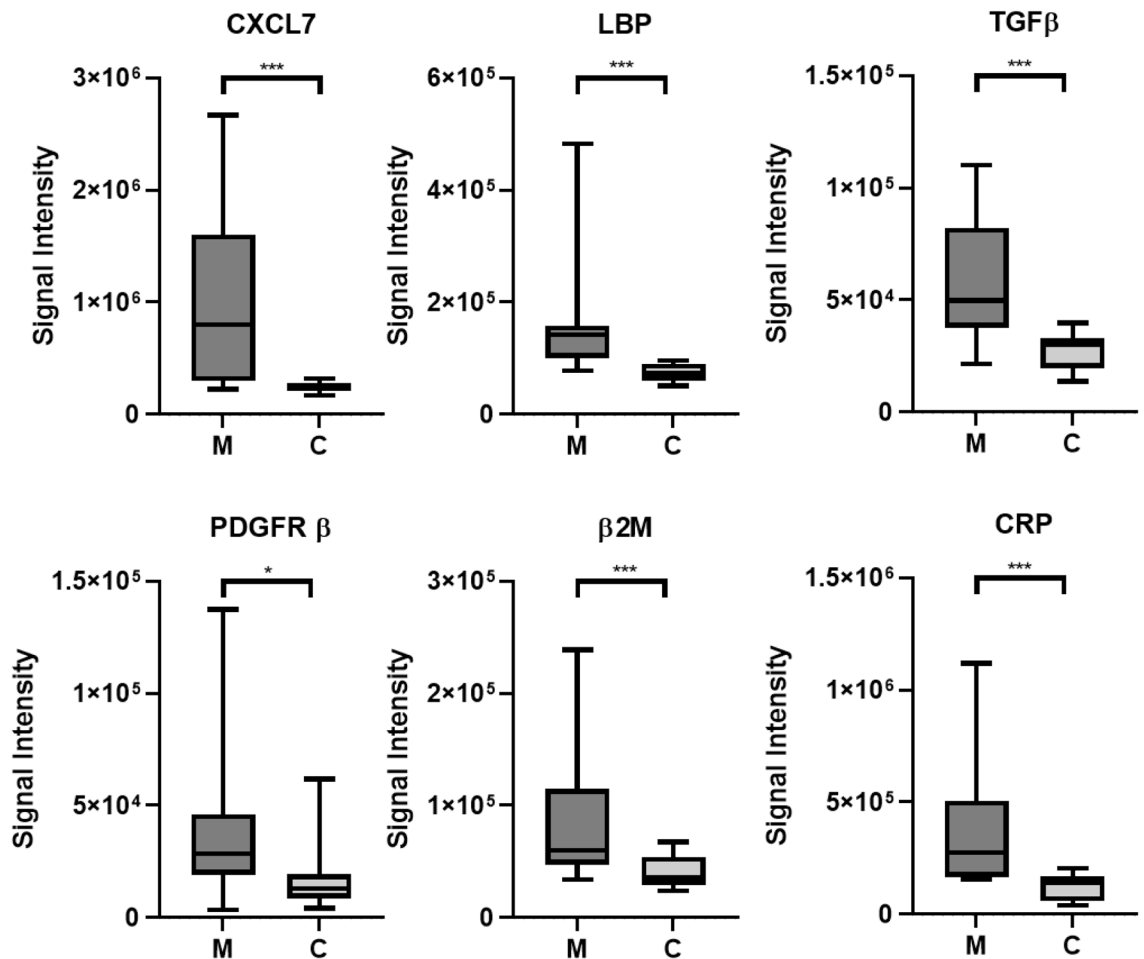 CXCL7
LBP
TGFβ
***
***
***
3×10⁶
2×10⁶
1×10⁶
0
Signal Intensity
M
C
6×10⁵
4×10⁵
2×10⁵
0
Signal Intensity
M
C
1.5×10⁵
1×10⁵
5×10⁴
0
Signal Intensity
M
C
PDGFR β
β2M
CRP
*
***
***
1.5×10⁵
1×10⁵
5×10⁴
0
Signal Intensity
M
C
3×10⁵
2×10⁵
1×10⁵
0
Signal Intensity
M
C
1.5×10⁶
1×10⁶
5×10⁵
0
Signal Intensity
M
C